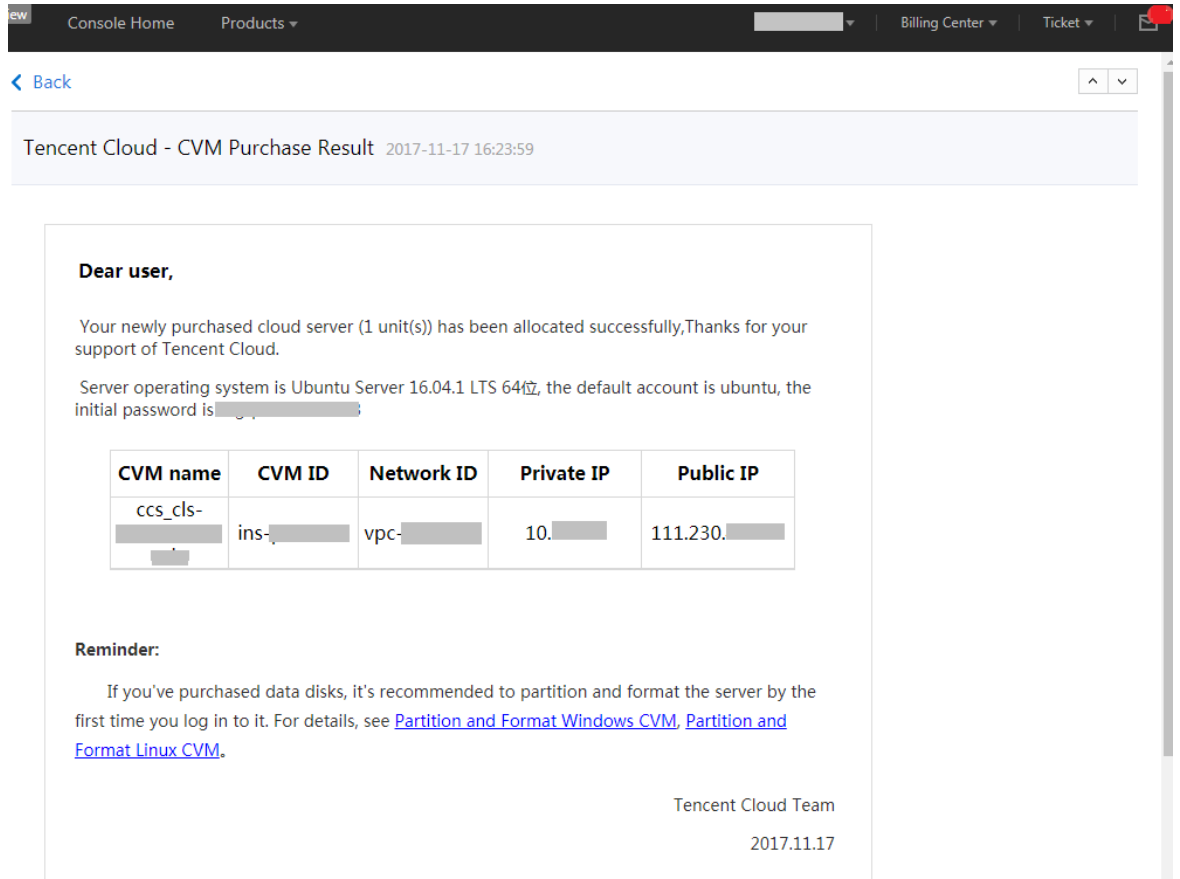 iew
Console Home Products Billing Center Ticket
Back
Tencent Cloud - CVM Purchase Result 2017-11-17 16:23:59
Dear user,
Your newly purchased cloud server (1 unit(s)) has been allocated successfully,Thanks for your
support of Tencent Cloud.
Server operating system is Ubuntu Server 16.04.1 LTS 64位, the default account is ubuntu, the
initial password is
CVM name CVM ID Network ID Private IP Public IP
ccs_cls-
ins- vpc- 10. 111.230.
Reminder:
If you've purchased data disks, it's recommended to partition and format the server by the
first time you log in to it. For details, see Partition and Format Windows CVM, Partition and
Format Linux CVM。
Tencent Cloud Team
2017.11.17